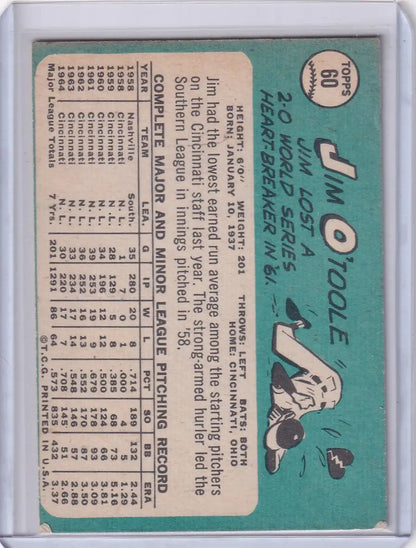 TOPPS
60
JIM O'TOOLE
JIM LOST A
2-0 WORLD SERIES
HEART-BREAKER IN '61.
HEIGHT: 6'0" WEIGHT: 201 THROWS: LEFT BATS: BOTH
BORN: JANUARY 10, 1937 HOME: CINCINNATI, OHIO
Jim had the lowest earned run average among the starting pitchers
on the Cincinnati staff last year. The strong-armed hurler led the
Southern League in innings pitched in '58.
COMPLETE MAJOR AND MINOR LEAGUE PITCHING RECORD
YEAR TEAM LEA. G IP W L PCT SO BB ERA
1958 Nashville South. 35 280 20 8 .714 189 132 2.44
1958 Cincinnati N. L. 1 7 0 1 .000 4 5 1.29
1959 Cincinnati N. L. 28 129 5 8 .385 68 73 5.16
1960 Cincinnati N. L. 34 196 12 12 .500 124 66 3.81
1961 Cincinnati N. L. 39 253 19 9 .679 178 93 3.09
1962 Cincinnati N. L. 36 252 16 13 .552 170 87 3.50
1963 Cincinnati N. L. 33 234 17 14 .548 146 57 2.88
1964 Cincinnati N. L. 30 220 17 7 .708 145 51 2.66
Major League Totals 7 Yrs. 201 1291 86 64 .573 835 432 3.37
©T.C.G. PRINTED IN U.S.A.